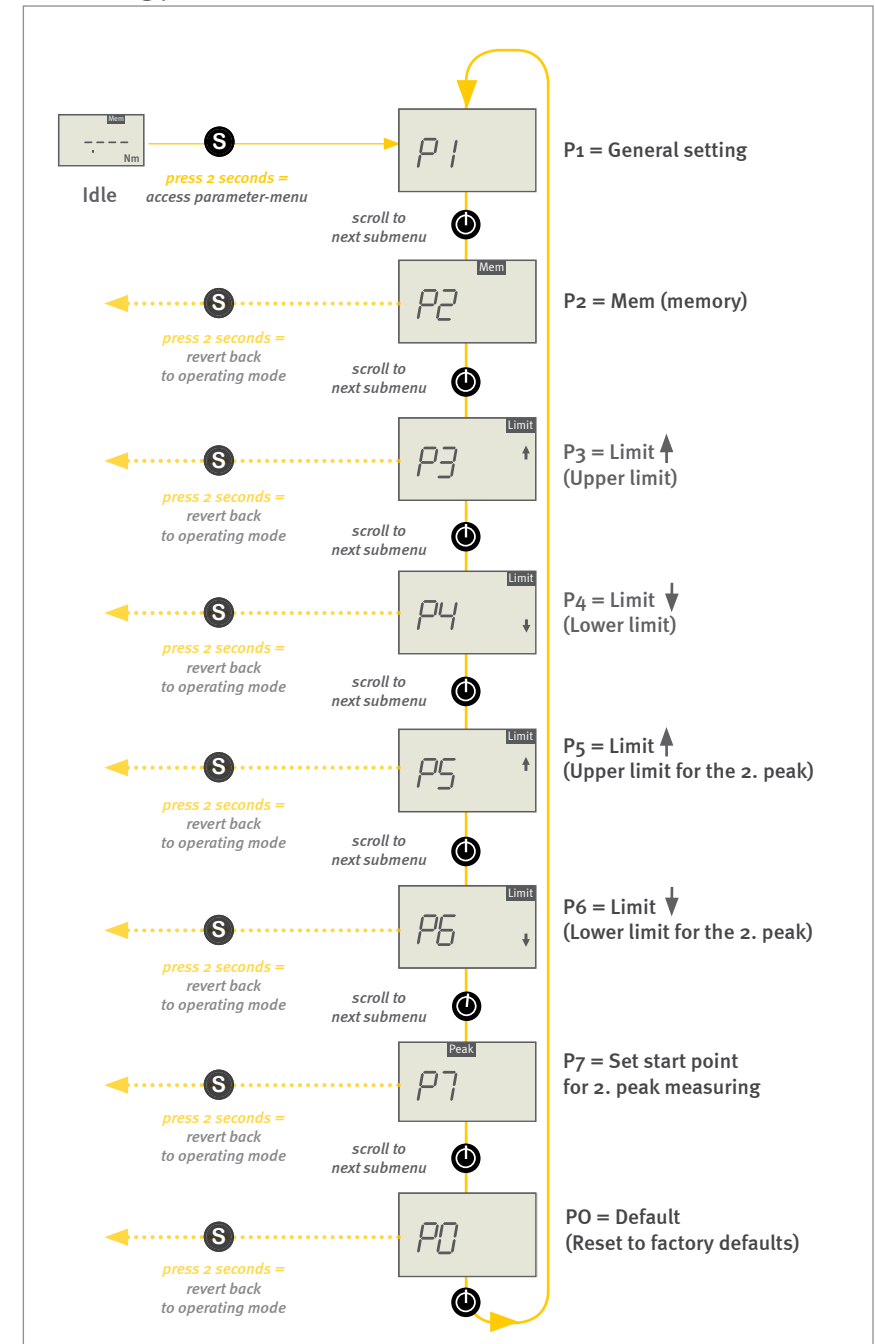 Mem
-.---
Nm
Idle
S
press 2 seconds =
access parameter-menu
P1
P1 = General setting
scroll to
next submenu
Mem
P2
P2 = Mem (memory)
S
press 2 seconds =
revert back
to operating mode
scroll to
next submenu
Limit
P3
P3 = Limit
(Upper limit)
S
press 2 seconds =
revert back
to operating mode
scroll to
next submenu
Limit
P4
P4 = Limit
(Lower limit)
S
press 2 seconds =
revert back
to operating mode
scroll to
next submenu
Limit
P5
P5 = Limit
(Upper limit for the 2. peak)
S
press 2 seconds =
revert back
to operating mode
scroll to
next submenu
Limit
P6
P6 = Limit
(Lower limit for the 2. peak)
S
press 2 seconds =
revert back
to operating mode
scroll to
next submenu
Peak
P7
P7 = Set start point
for 2. peak measuring
S
press 2 seconds =
revert back
to operating mode
scroll to
next submenu
P0
PO = Default
(Reset to factory defaults)
S
press 2 seconds =
revert back
to operating mode